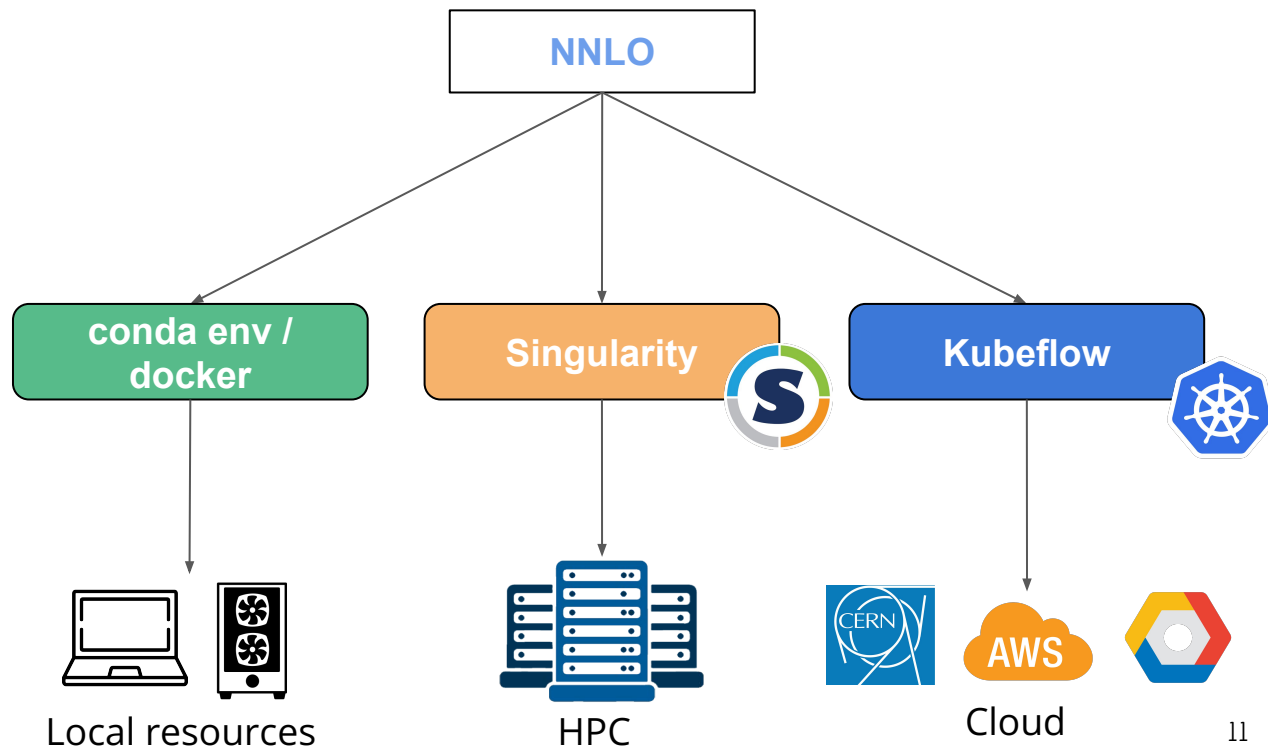 NNLO
conda env /
docker
Singularity
S
Kubeflow
CERN
AWS
Local resources
HPC
Cloud
11